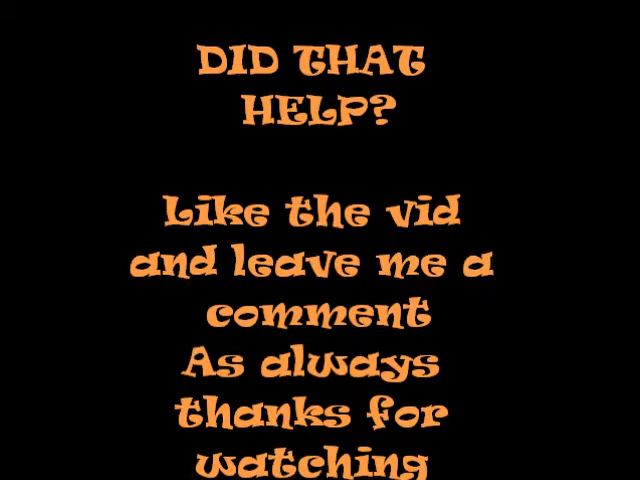 DID THAT
HELP?
Like the vid
and leave me a
comment
As always
thanks for
watching